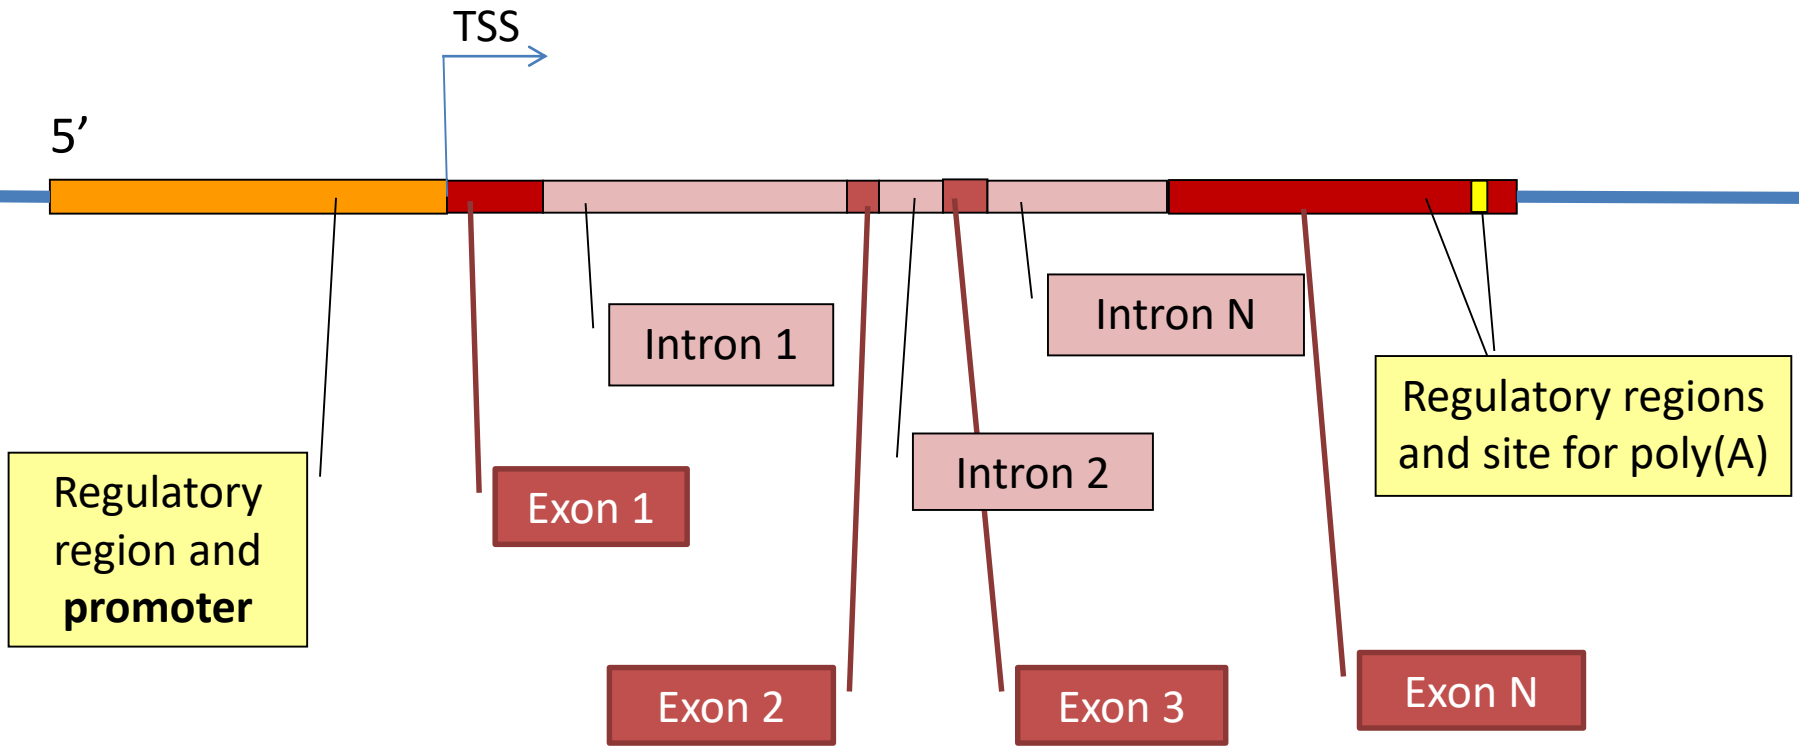 TSS
5’
Intron 1
Intron N
Regulatory regions
and site for poly(A)
Intron 2
Regulatory
region and
promoter
Exon 1
Exon 2
Exon 3
Exon N